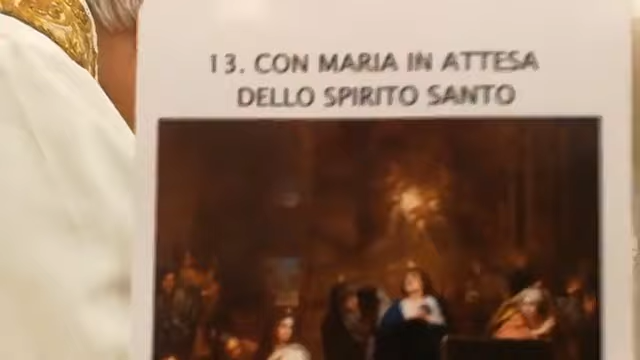 13. CON MARIA IN ATTESA
DELLO SPIRITO SANTO